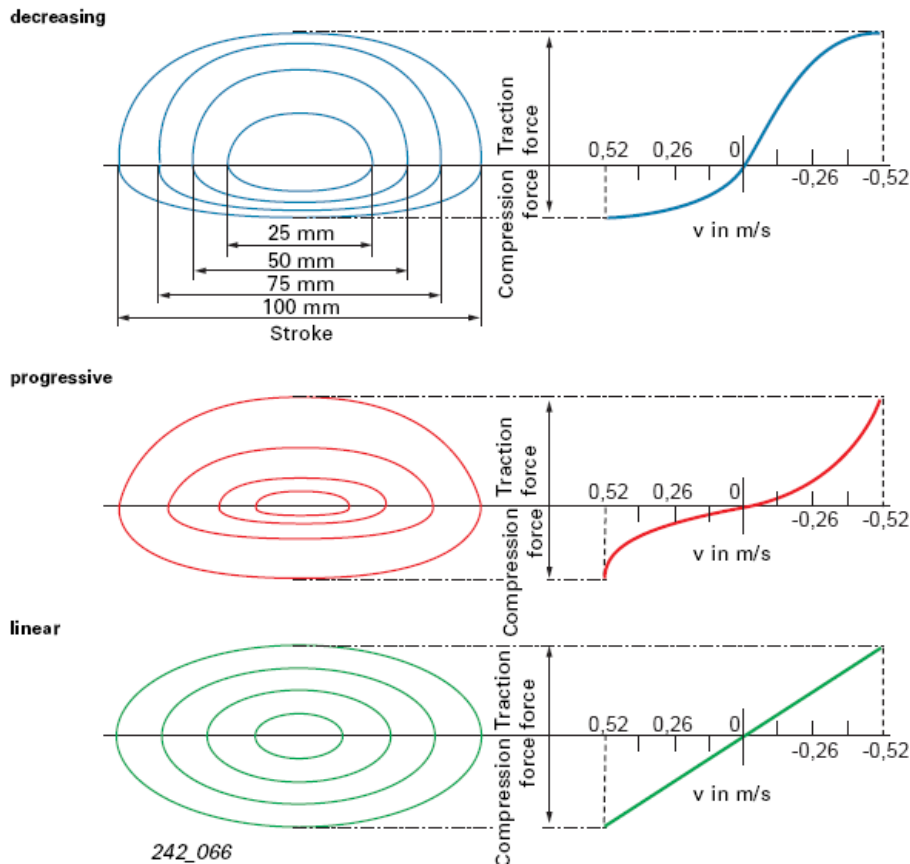 decreasing
Traction
force
Compression
force
0,52
0,26
0
-0,26
-0,52
v in m/s
25 mm
50 mm
75 mm
100 mm
Stroke
progressive
Traction
force
Compression
force
0,52
0,26
0
-0,26
-0,52
v in m/s
linear
Traction
force
Compression
force
0,52
0,26
0
-0,26
-0,52
v in m/s
242_066